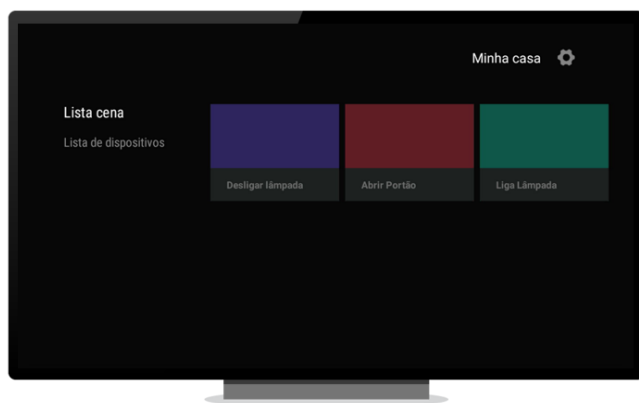 Minha casa
Lista cena
Lista de dispositivos
Desligar lâmpada
Abrir Portão
Liga Lâmpada